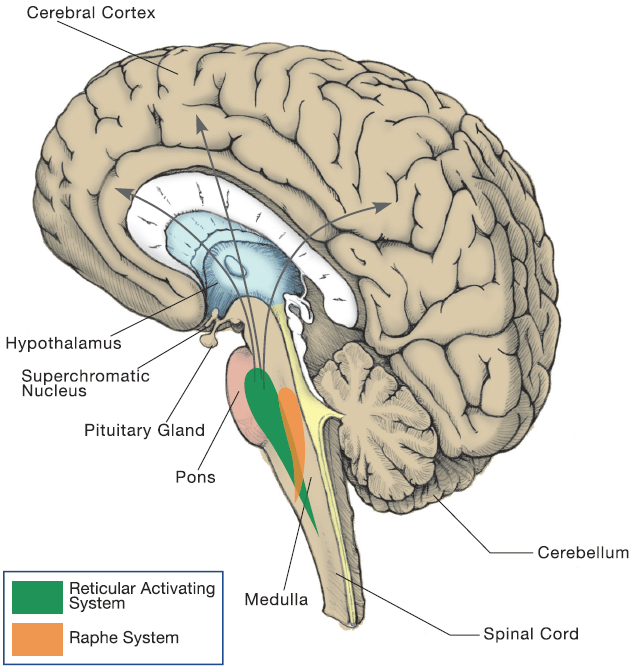 Cerebral Cortex
Hypothalamus
Superchromatic
Nucleus
Pituitary Gland
Pons
Cerebellum
Medulla
Spinal Cord
Reticular Activating
System
Raphe System